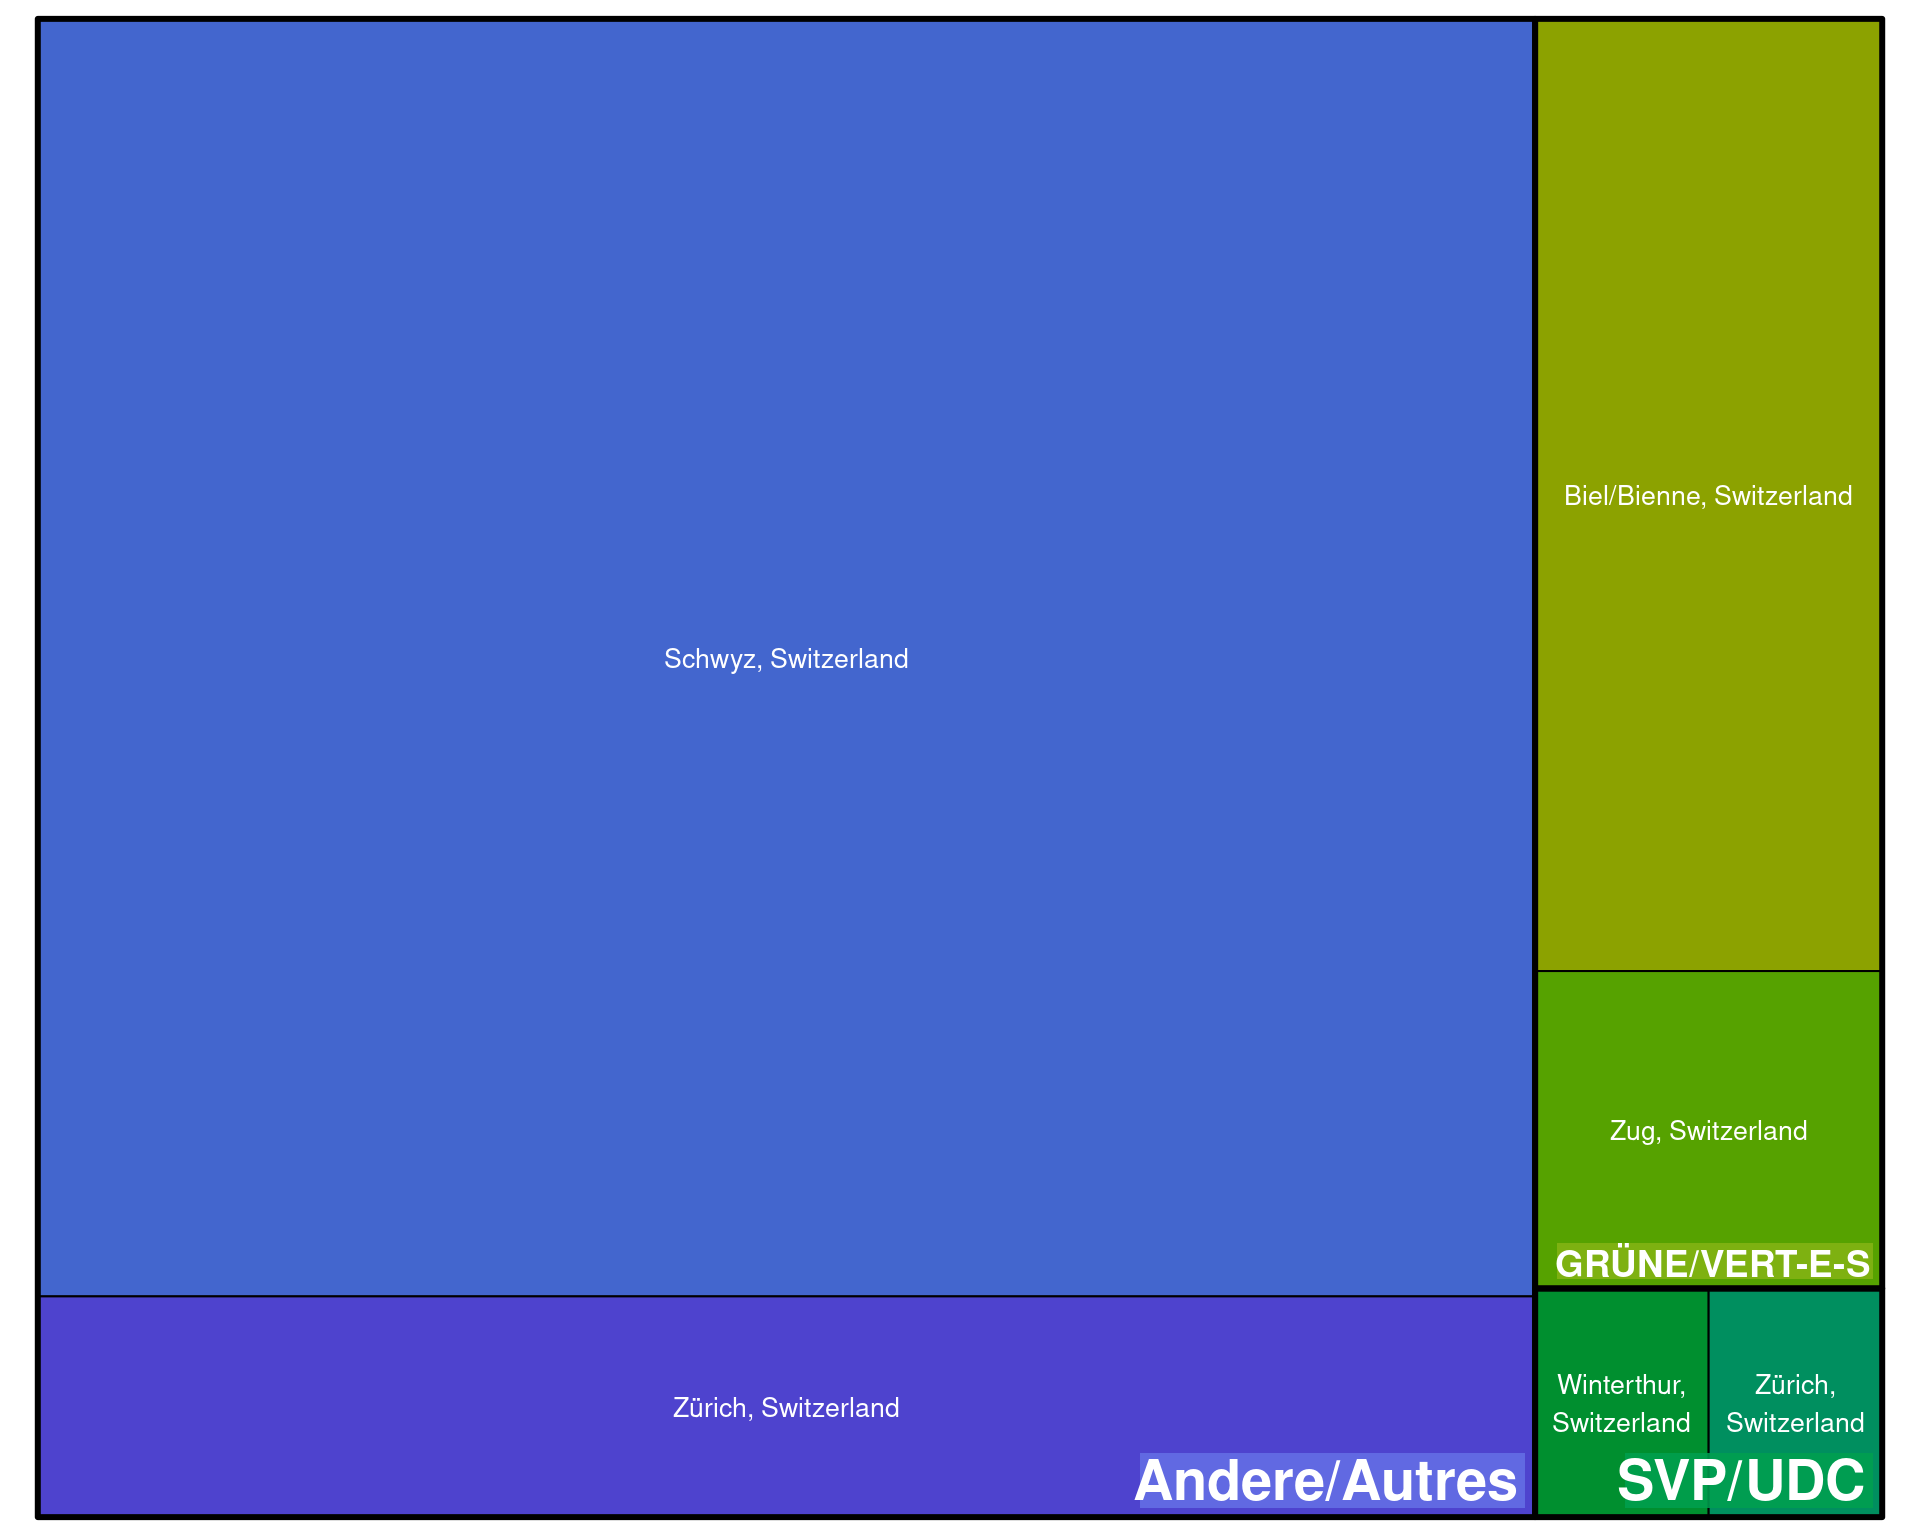 Schwyz, Switzerland
Zürich, Switzerland
Andere/Autres
Biel/Bienne, Switzerland
Zug, Switzerland
GRÜNE/VERT-E-S
Winterthur,
Switzerland
Zürich,
Switzerland
SVP/UDC